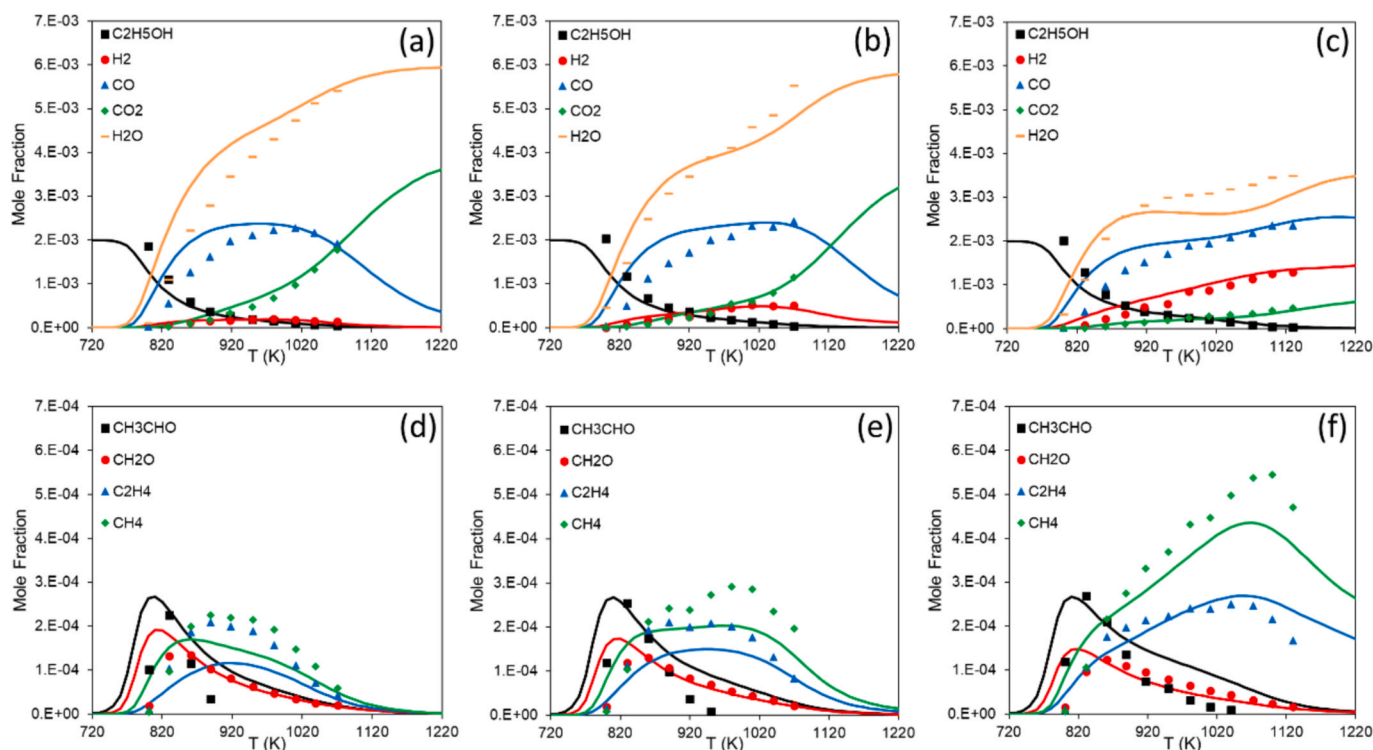 7.E-03
6.E-03
5.E-03
4.E-03
3.E-03
2.E-03
1.E-03
0.E+00
Mole Fraction
C2H5OH
H2
CO
CO2
H2O
(a)
720 820 920 1020 1120 1220
T (K)
7.E-03
6.E-03
5.E-03
4.E-03
3.E-03
2.E-03
1.E-03
0.E+00
Mole Fraction
C2H5OH
H2
CO
CO2
H2O
(b)
720 820 920 1020 1120 1220
T (K)
7.E-03
6.E-03
5.E-03
4.E-03
3.E-03
2.E-03
1.E-03
0.E+00
Mole Fraction
C2H5OH
H2
CO
CO2
H2O
(c)
720 820 920 1020 1120 1220
T (K)
7.E-04
6.E-04
5.E-04
4.E-04
3.E-04
2.E-04
1.E-04
0.E+00
Mole Fraction
CH3CHO
CH2O
C2H4
CH4
(d)
720 820 920 1020 1120 1220
T (K)
7.E-04
6.E-04
5.E-04
4.E-04
3.E-04
2.E-04
1.E-04
0.E+00
Mole Fraction
CH3CHO
CH2O
C2H4
CH4
(e)
720 820 920 1020 1120 1220
T (K)
7.E-04
6.E-04
5.E-04
4.E-04
3.E-04
2.E-04
1.E-04
0.E+00
Mole Fraction
CH3CHO
CH2O
C2H4
CH4
(f)
720 820 920 1020 1120 1220
T (K)